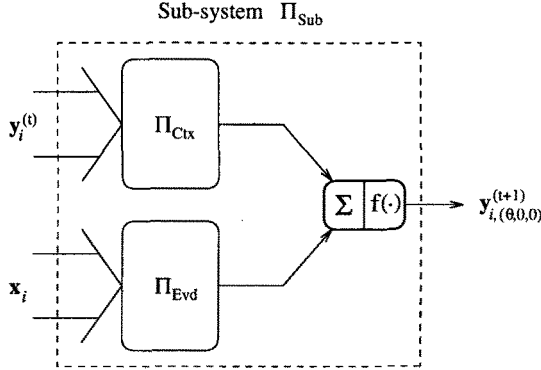 Sub-system Π_Sub
y_i^(t)
Π_Ctx
Σ f(·)
y_{i,(θ,0,0)}^(t+1)
x_i
Π_Evd